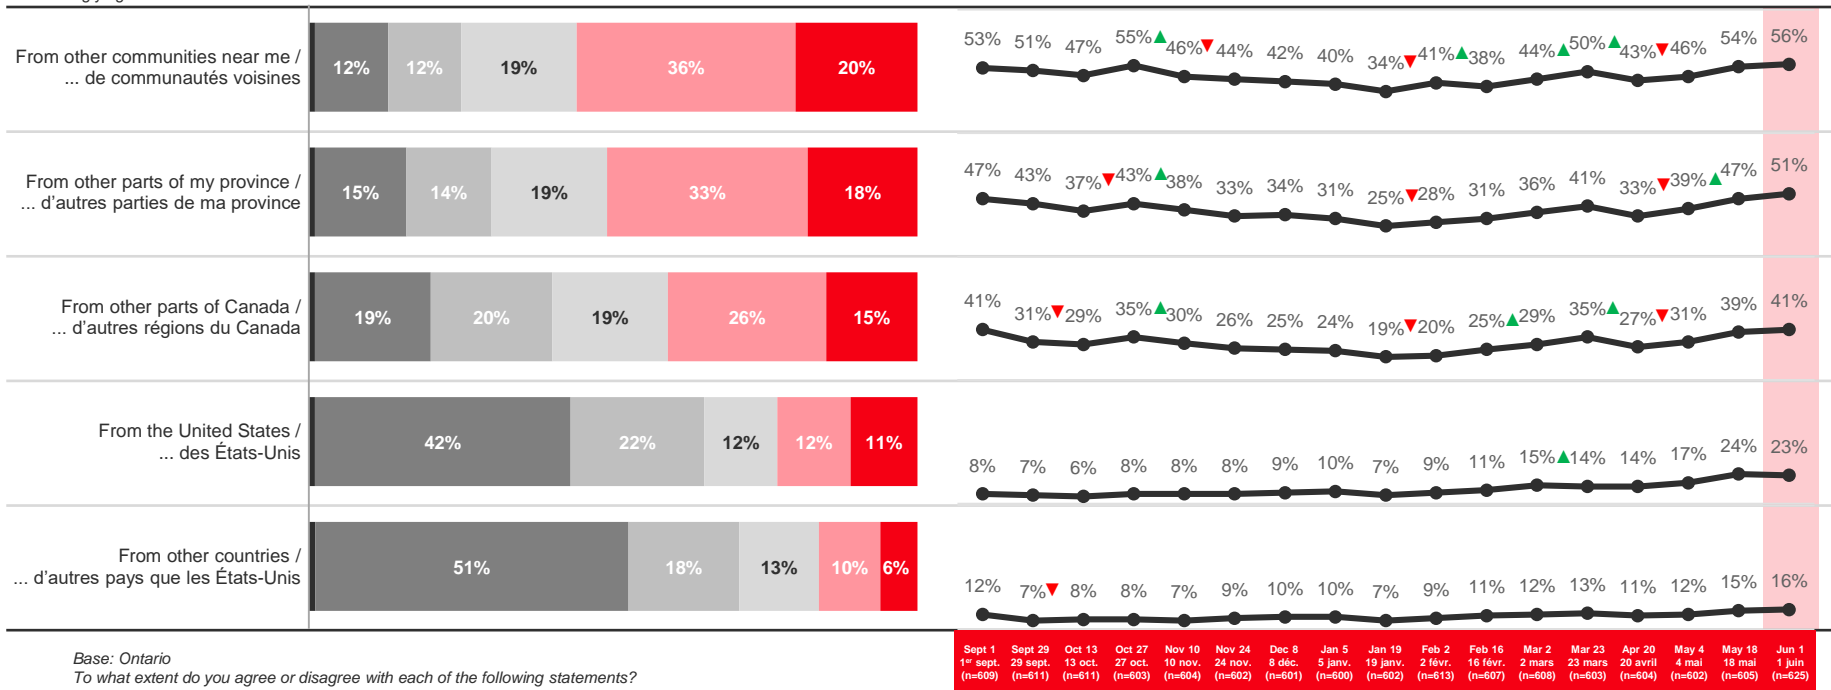 From other communities near me /
... de communautés voisines
12% 12% 19% 36% 20%
53% 51% 47% 55% 46% 44% 42% 40% 34% 41% 38% 44% 50% 43% 46% 54% 56%
From other parts of my province /
... d'autres parties de ma province
15% 14% 19% 33% 18%
47% 43% 37% 43% 38% 33% 34% 31% 25% 28% 31% 36% 41% 33% 39% 47% 51%
From other parts of Canada /
... d'autres régions du Canada
19% 20% 19% 26% 15%
41% 31% 29% 35% 30% 26% 25% 24% 19% 20% 25% 29% 35% 27% 31% 39% 41%
From the United States /
... des États-Unis
42% 22% 12% 12% 11%
8% 7% 6% 8% 8% 8% 9% 10% 7% 9% 11% 15% 14% 14% 17% 24% 23%
From other countries /
... d'autres pays que les États-Unis
51% 18% 13% 10% 6%
12% 7% 8% 8% 7% 9% 10% 10% 7% 9% 11% 12% 13% 11% 12% 15% 16%
Sept 1 Sept 29 Oct 13 Oct 27 Nov 10 Nov 24 Dec 8 Jan 5 Jan 19 Feb 2 Feb 16 Mar 2 Mar 23 Apr 20 May 4 May 18 Jun 1
1er sept. 29 sept. 13 oct. 27 oct. 10 nov. 24 nov. 8 déc. 5 janv. 19 janv. 2 févr. 16 févr. 2 mars 23 mars 20 avril 4 mai 18 mai 1 juin
(n=609) (n=611) (n=611) (n=603) (n=604) (n=602) (n=601) (n=600) (n=602) (n=613) (n=607) (n=608) (n=603) (n=604) (n=602) (n=605) (n=625)
Base: Ontario
To what extent do you agree or disagree with each of the following statements?